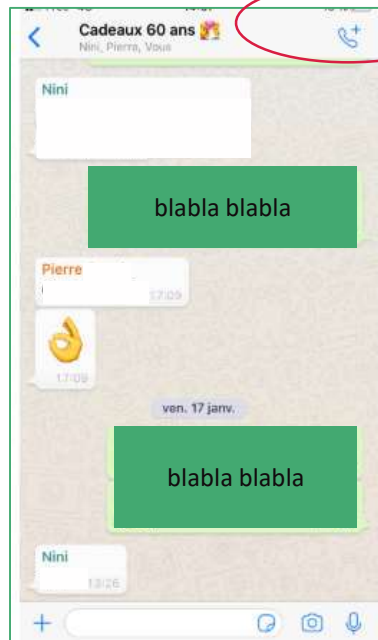 Cadeaux 60 ans
Nini, Pierre, Vous
Nini
blabla blabla
Pierre
17:09
17:09
ven. 17 janv.
blabla blabla
Nini
13:26